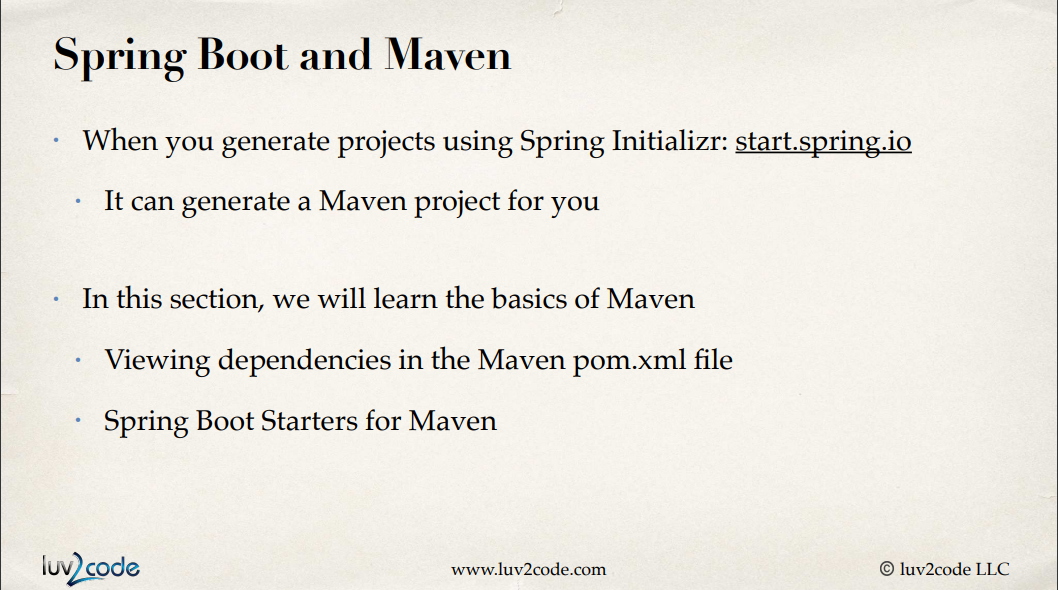 Spring Boot and Maven
• When you generate projects using Spring Initializr: start.spring.io
• It can generate a Maven project for you
• In this section, we will learn the basics of Maven
• Viewing dependencies in the Maven pom.xml file
• Spring Boot Starters for Maven
luv2code
www.luv2code.com
© luv2code LLC